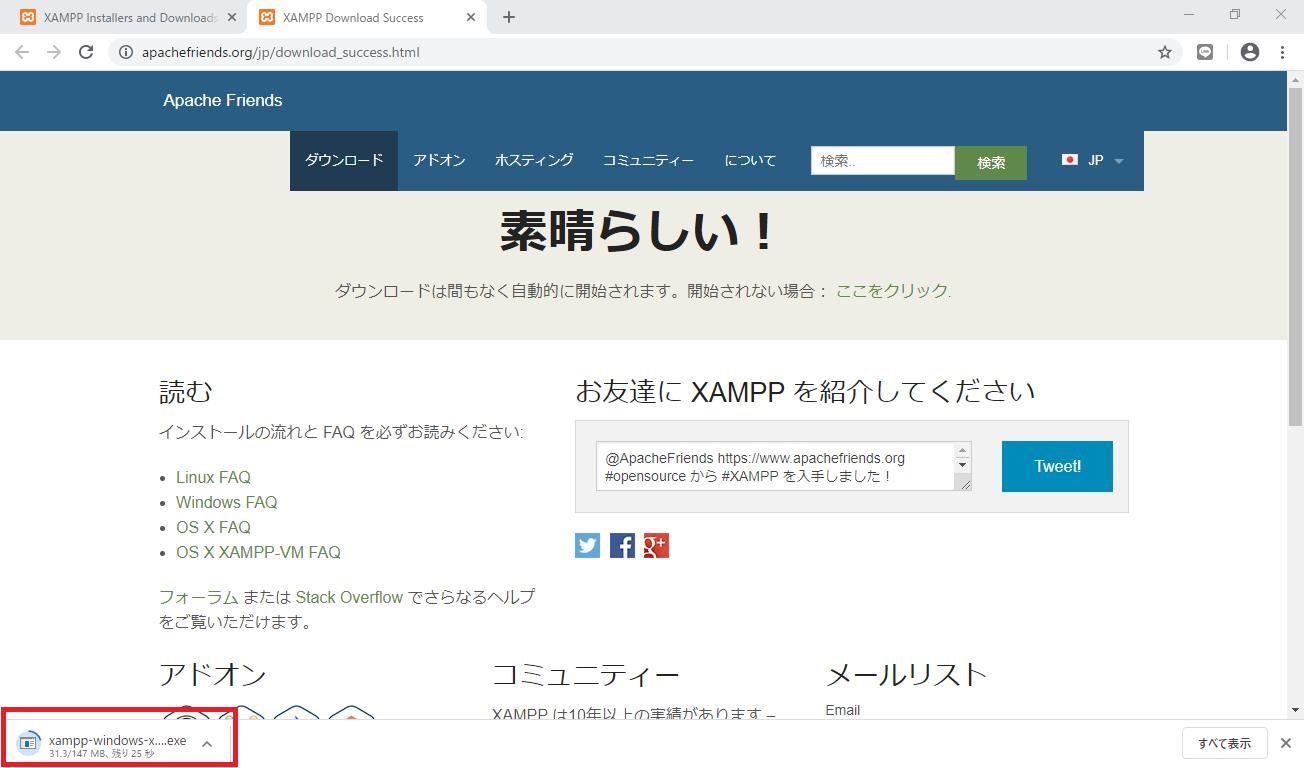 XAMPP Installers and Downloads
XAMPP Download Success
apachefriends.org/jp/download_success.html
Apache Friends
ダウンロード アドオン ホスティング コミュニティー について 検索.. 検索 JP
素晴らしい！
ダウンロードは間もなく自動的に開始されます。開始されない場合： ここをクリック.
読む
インストールの流れと FAQ を必ずお読みください:
Linux FAQ
Windows FAQ
OS X FAQ
OS X XAMPP-VM FAQ
フォーラム または Stack Overflow でさらなるヘルプ
をご覧いただけます。
お友達に XAMPP を紹介してください
@ApacheFriends https://www.apachefriends.org
#opensource から #XAMPP を入手しました！
Tweet!
アドオン
コミュニティー
XAMPP は10年以上の実績があります –
メールリスト
Email
xampp-windows-x....exe
31.3/147 MB、残り 25 秒
すべて表示